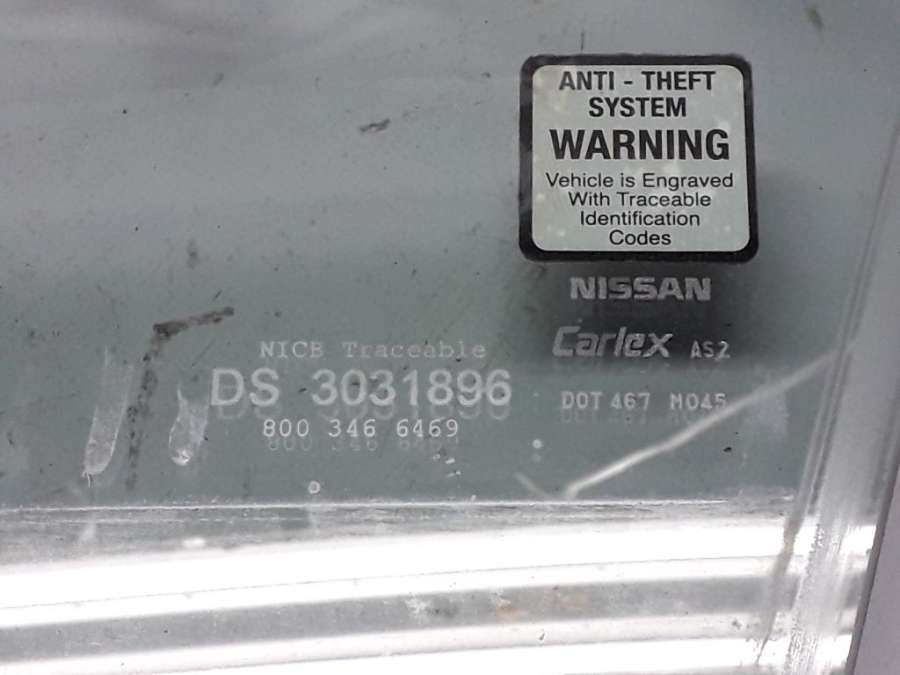 ANTI - THEFT
SYSTEM
WARNING
Vehicle is Engraved
With Traceable
Identification
Codes
NISSAN
Carlex AS2
DOT 467 M045
NICB Traceable
DS 3031896
800 346 6469